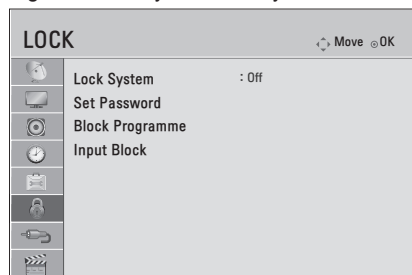 LOCK
Move OK
Lock System : Off
Set Password
Block Programme
Input Block